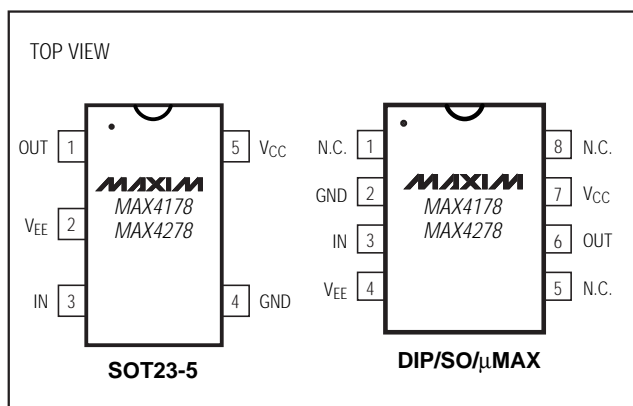 TOP VIEW
OUT 1
VEE 2
IN 3
5 VCC
4 GND
MAXIM
MAX4178
MAX4278
SOT23-5
N.C. 1
GND 2
IN 3
VEE 4
8 N.C.
7 VCC
6 OUT
5 N.C.
MAXIM
MAX4178
MAX4278
DIP/SO/μMAX